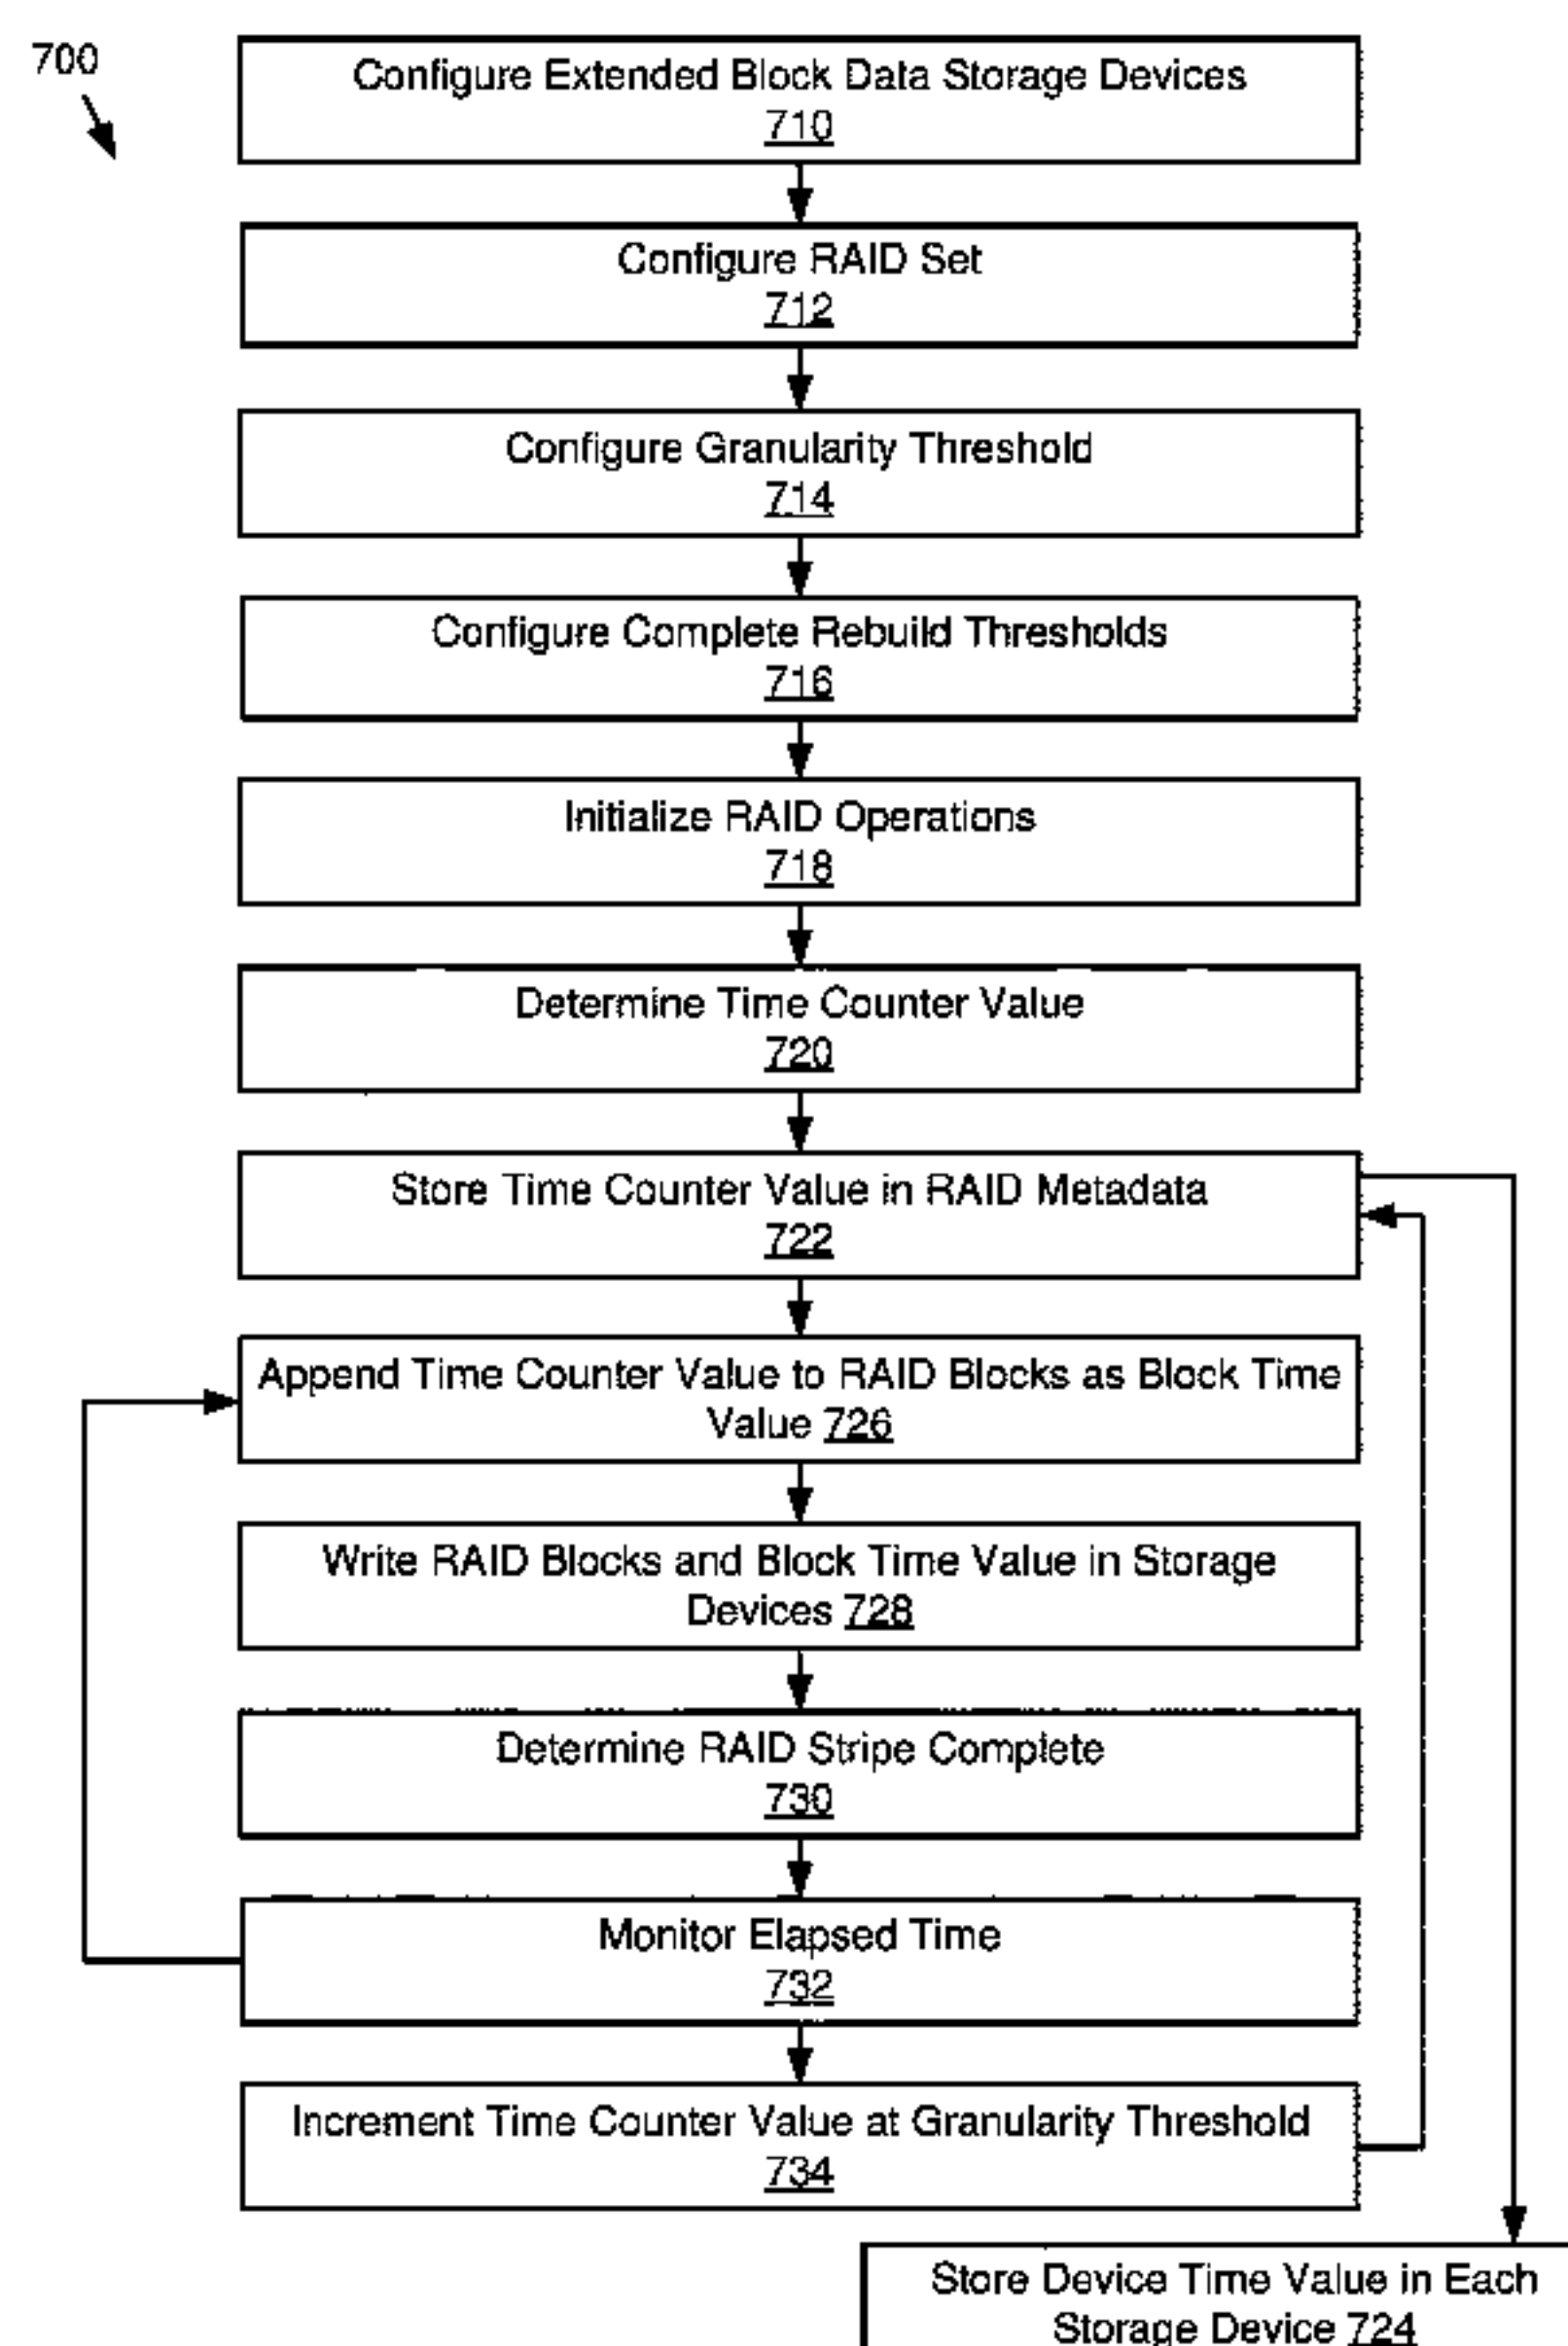 700
Configure Extended Block Data Storage Devices
710
Configure RAID Set
712
Configure Granularity Threshold
714
Configure Complete Rebuild Thresholds
716
Initialize RAID Operations
718
Determine Time Counter Value
720
Store Time Counter Value in RAID Metadata
722
Append Time Counter Value to RAID Blocks as Block Time
Value 726
Write RAID Blocks and Block Time Value in Storage
Devices 728
Determine RAID Stripe Complete
730
Monitor Elapsed Time
732
Increment Time Counter Value at Granularity Threshold
734
Store Device Time Value in Each
Storage Device 724